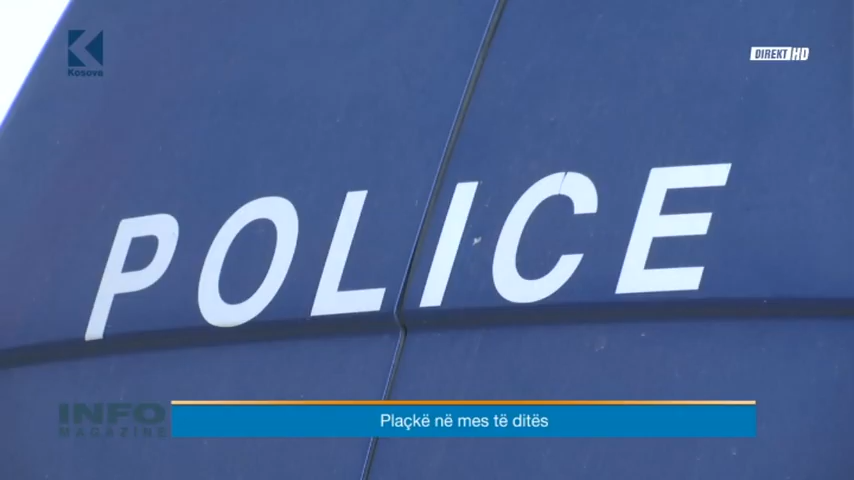 K
Kosova
DIREKT HD
POLICE
INFO
MAGAZINE
Plaçkë në mes të ditës